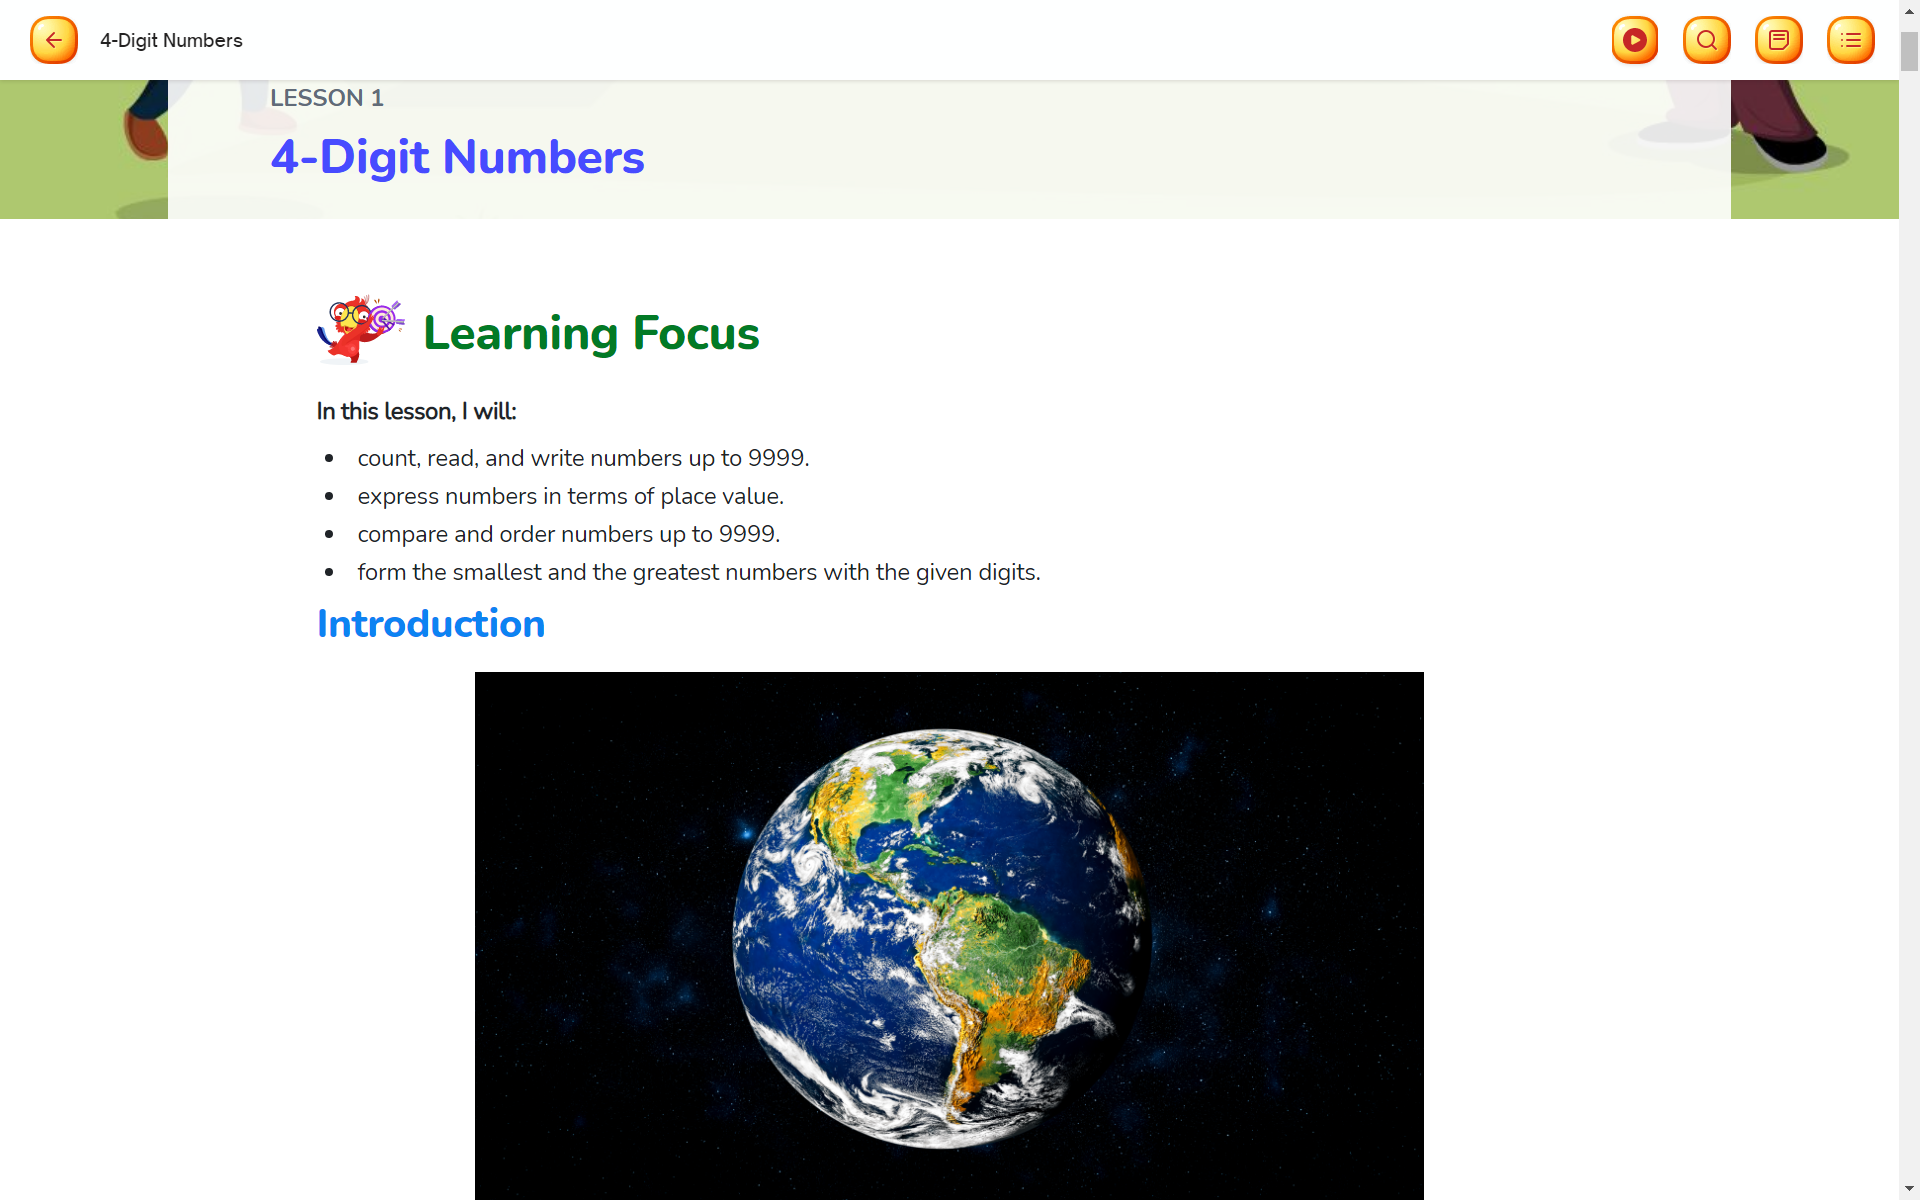 4-Digit Numbers
LESSON 1
4-Digit Numbers
Learning Focus
In this lesson, I will:
count, read, and write numbers up to 9999.
express numbers in terms of place value.
compare and order numbers up to 9999.
form the smallest and the greatest numbers with the given digits.
Introduction